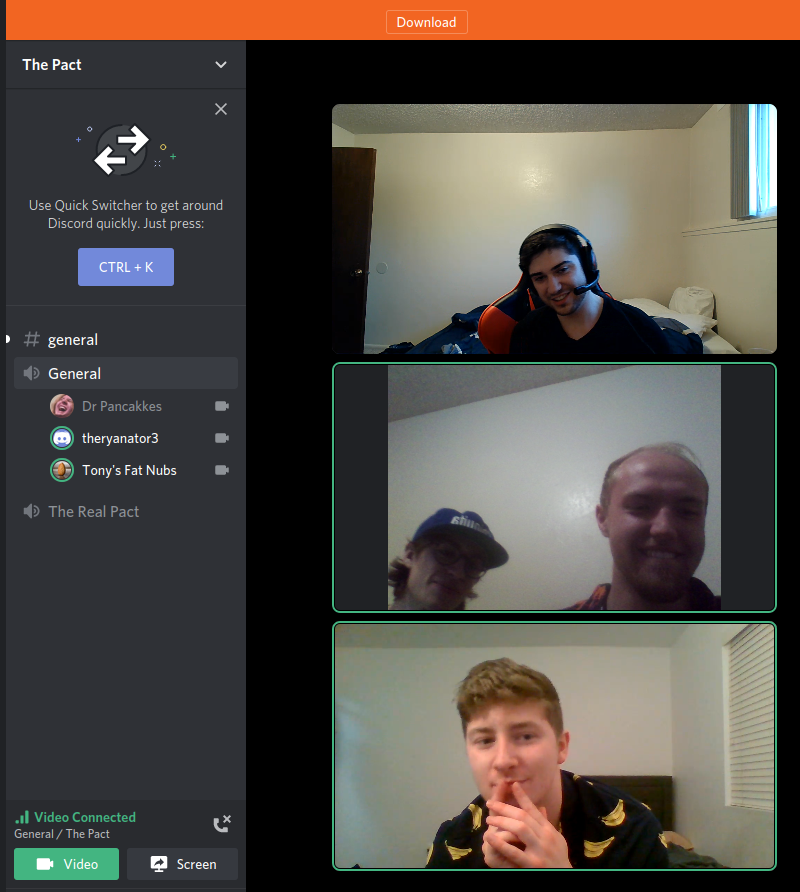 Download
The Pact
Use Quick Switcher to get around
Discord quickly. Just press:
CTRL + K
# general
General
Dr Pancakkes
theryanator3
Tony's Fat Nubs
The Real Pact
Video Connected
General / The Pact
Video
Screen